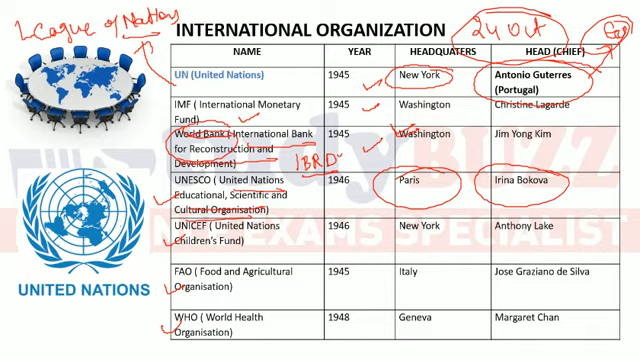 League of Nations
INTERNATIONAL ORGANIZATION
24 Oct
NAME YEAR HEADQUATERS HEAD (CHIEF)
UN (United Nations) 1945 New York Antonio Guterres
(Portugal)
IMF ( International Monetary
Fund) 1945 Washington Christine Lagarde
World Bank ( International Bank
for Reconstruction and
Development) 1945 Washington Jim Yong Kim
IBRD
UNESCO ( United Nations
Educational, Scientific and
Cultural Organisation) 1946 Paris Irina Bokova
UNICEF ( United Nations
Children's Fund) 1946 New York Anthony Lake
FAO ( Food and Agricultural
Organisation) 1945 Italy Jose Graziano de Silva
WHO ( World Health
Organisation) 1948 Geneva Margaret Chan
UNITED NATIONS
EXAMS SPECIALIST